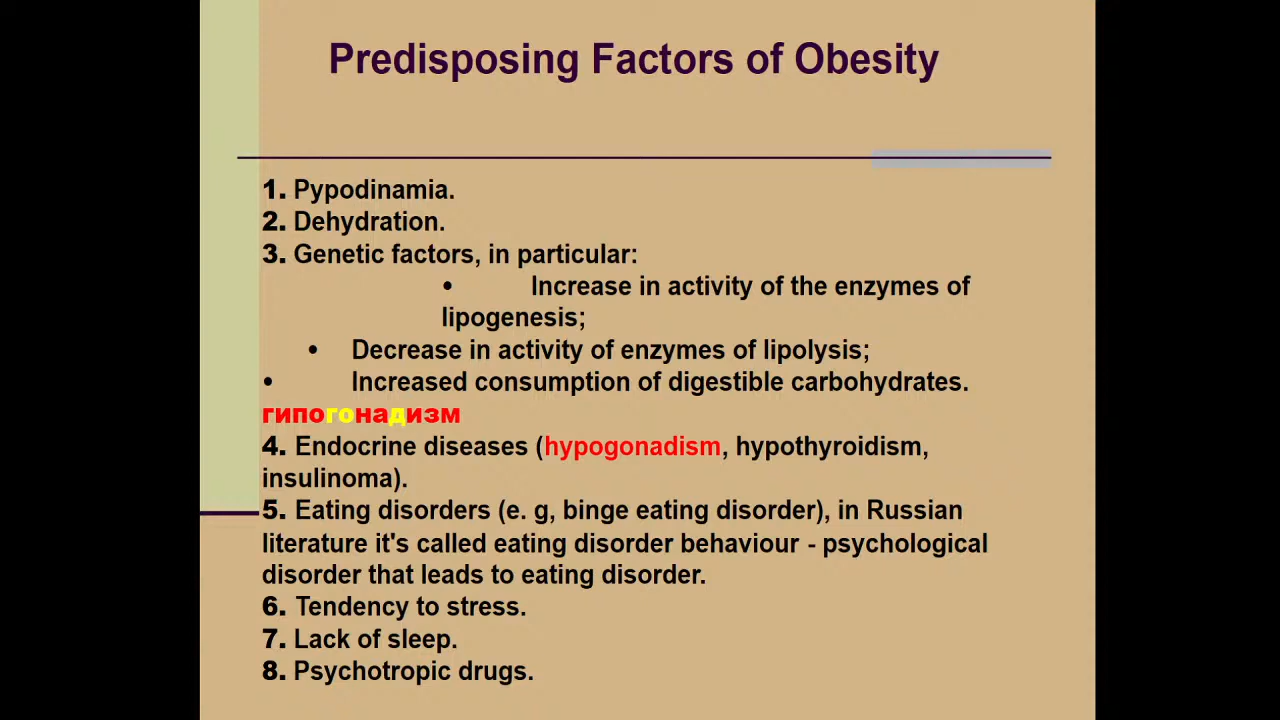 Predisposing Factors of Obesity
1. Pypodinamia.
2. Dehydration.
3. Genetic factors, in particular:
• Increase in activity of the enzymes of
lipogenesis;
• Decrease in activity of enzymes of lipolysis;
• Increased consumption of digestible carbohydrates.
гипогонадизм
4. Endocrine diseases (hypogonadism, hypothyroidism,
insulinoma).
5. Eating disorders (e. g, binge eating disorder), in Russian
literature it's called eating disorder behaviour - psychological
disorder that leads to eating disorder.
6. Tendency to stress.
7. Lack of sleep.
8. Psychotropic drugs.